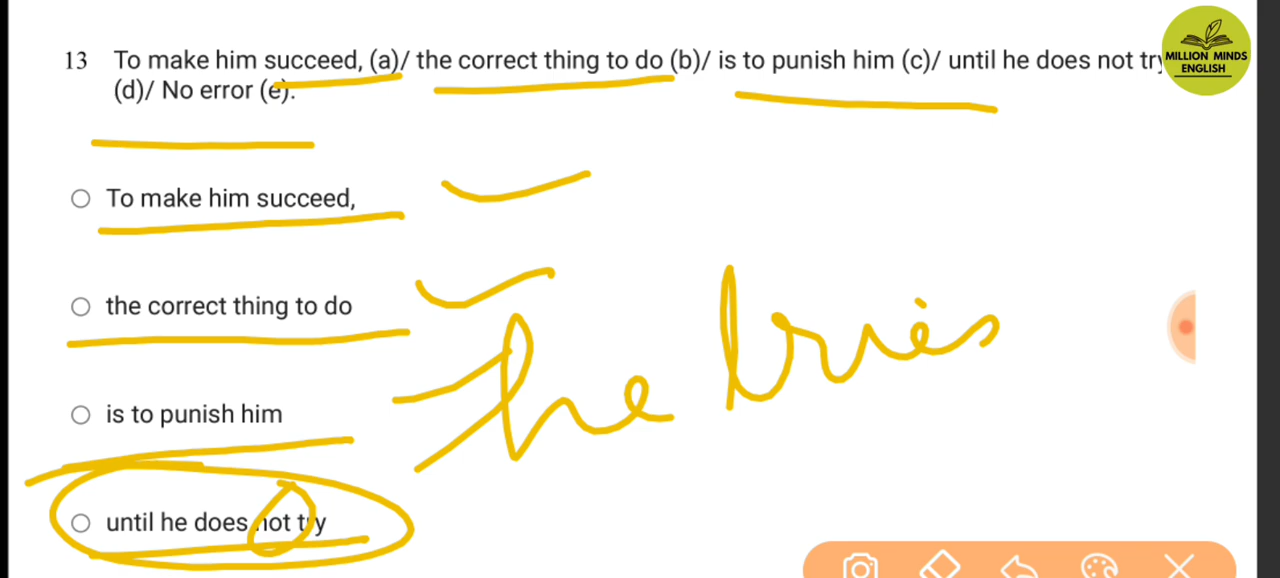 13 To make him succeed, (a)/ the correct thing to do (b)/ is to punish him (c)/ until he does not try
(d)/ No error (e).
MILLION MINDS
ENGLISH
To make him succeed,
the correct thing to do
he tries
is to punish him
until he does not try